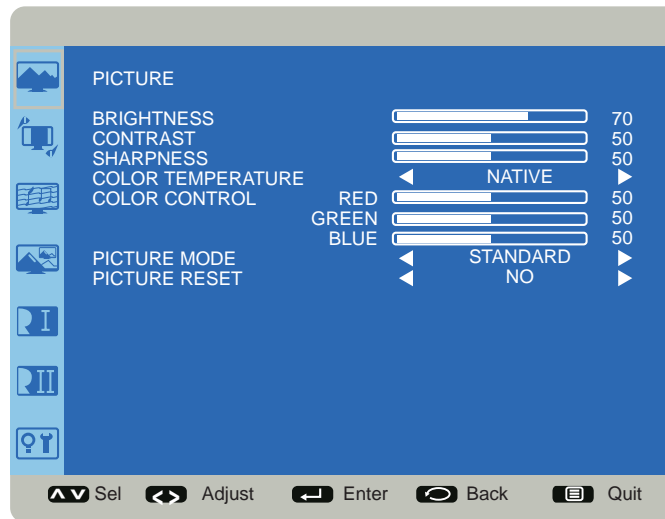 PICTURE
BRIGHTNESS 70
CONTRAST 50
SHARPNESS 50
COLOR TEMPERATURE NATIVE
COLOR CONTROL RED 50
GREEN 50
BLUE 50
PICTURE MODE STANDARD
PICTURE RESET NO
I
II
Sel Adjust Enter Back Quit